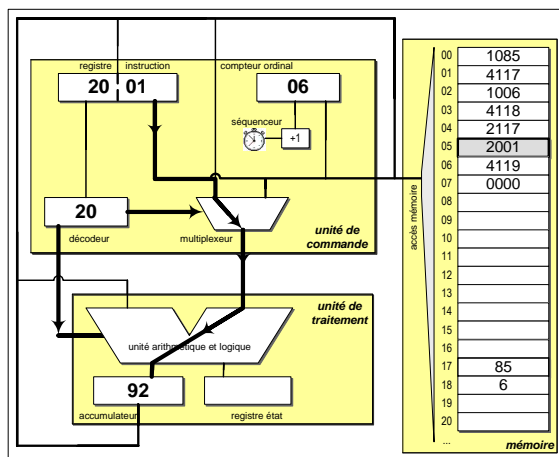 registre instruction
20 01
compteur ordinal
06
séquenceur
+1
20
décodeur
multiplexeur
unité de
commande
unité de
traitement
unité arithmétique et logique
92
accumulateur
registre état
accès mémoire
00 1085
01 4117
02 1006
03 4118
04 2117
05 2001
06 4119
07 0000
08
09
10
11
12
13
14
15
16
17 85
18 6
19
20
...
mémoire